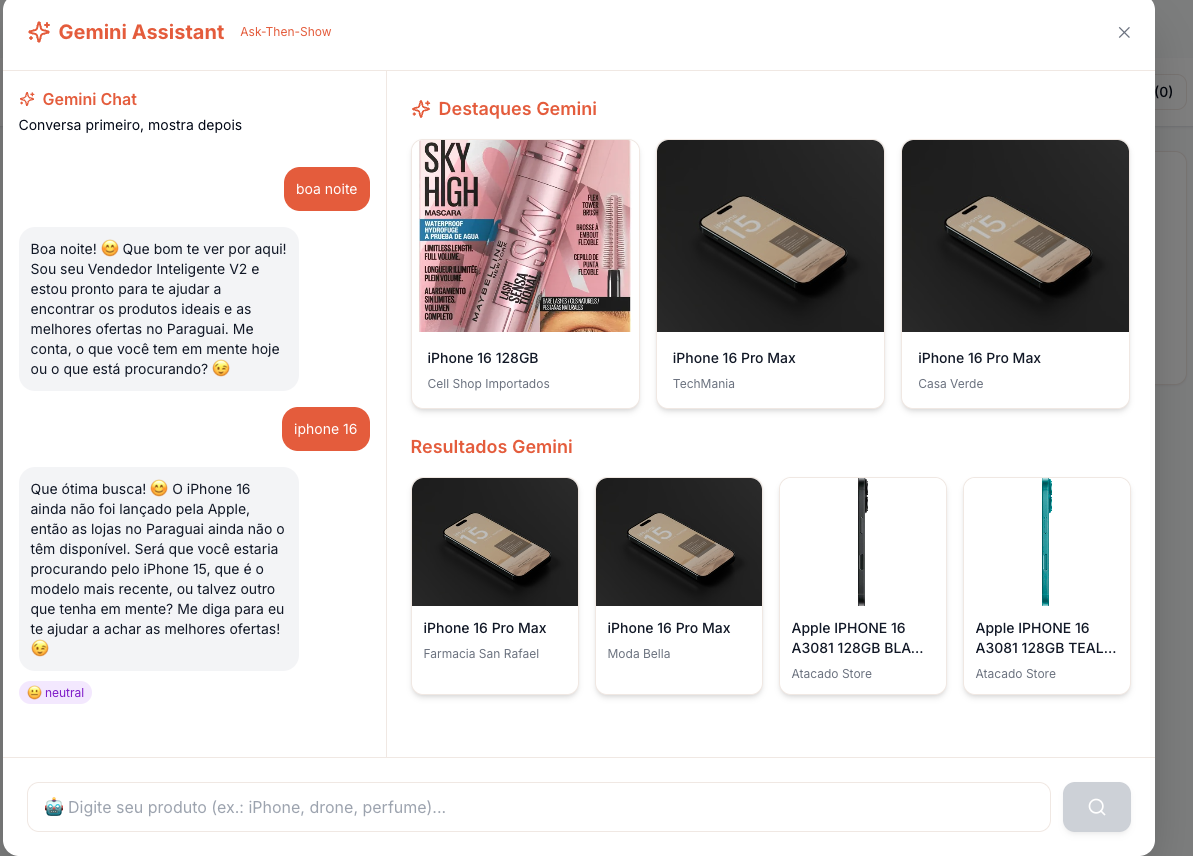 Gemini Assistant Ask-Then-Show
(0)
Gemini Chat
Conversa primeiro, mostra depois
boa noite
Boa noite! 😊 Que bom te ver por aqui!
Sou seu Vendedor Inteligente V2 e
estou pronto para te ajudar a
encontrar os produtos ideais e as
melhores ofertas no Paraguai. Me
conta, o que você tem em mente hoje
ou o que está procurando? 😉
iphone 16
Que ótima busca! 😊 O iPhone 16
ainda não foi lançado pela Apple,
então as lojas no Paraguai ainda não o
têm disponível. Será que você estaria
procurando pelo iPhone 15, que é o
modelo mais recente, ou talvez outro
que tenha em mente? Me diga para eu
te ajudar a achar as melhores ofertas!
😉
😐 neutral
Destaques Gemini
SKY
HIGH
MASCARA
WATERPROOF
HYDROFUGE
A PRUEBA DE AGUA
LIMITLESS LENGTH.
FULL VOLUME.
LONGUEUR ILLIMITÉE.
PLEIN VOLUME.
ALARGAMIENTO
SIN LIMITES.
VOLUMEN
COMPLETO
MAYBELLINE
NEW YORK
LASH
SENSA
TIONAL
SKY
FLEX
TOWER
BRUSH
BROSSE À
EMBOUT
FLEXIBLE
CEPILLO DE
PUNTA
FLEXIBLE
iPhone 16 128GB
Cell Shop Importados
15
iPhone 16 Pro Max
TechMania
15
iPhone 16 Pro Max
Casa Verde
Resultados Gemini
15
iPhone 16 Pro Max
Farmacia San Rafael
15
iPhone 16 Pro Max
Moda Bella
Apple IPHONE 16
A3081 128GB BLA...
Atacado Store
Apple IPHONE 16
A3081 128GB TEAL...
Atacado Store
🤖 Digite seu produto (ex.: iPhone, drone, perfume)...